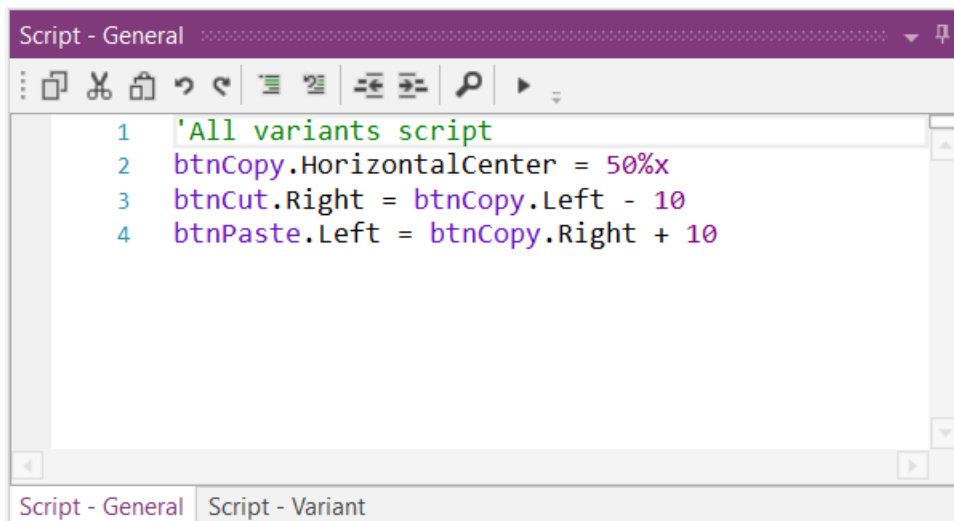 Script - General
1 'All variants script
2 btnCopy.HorizontalCenter = 50%x
3 btnCut.Right = btnCopy.Left - 10
4 btnPaste.Left = btnCopy.Right + 10
Script - General Script - Variant